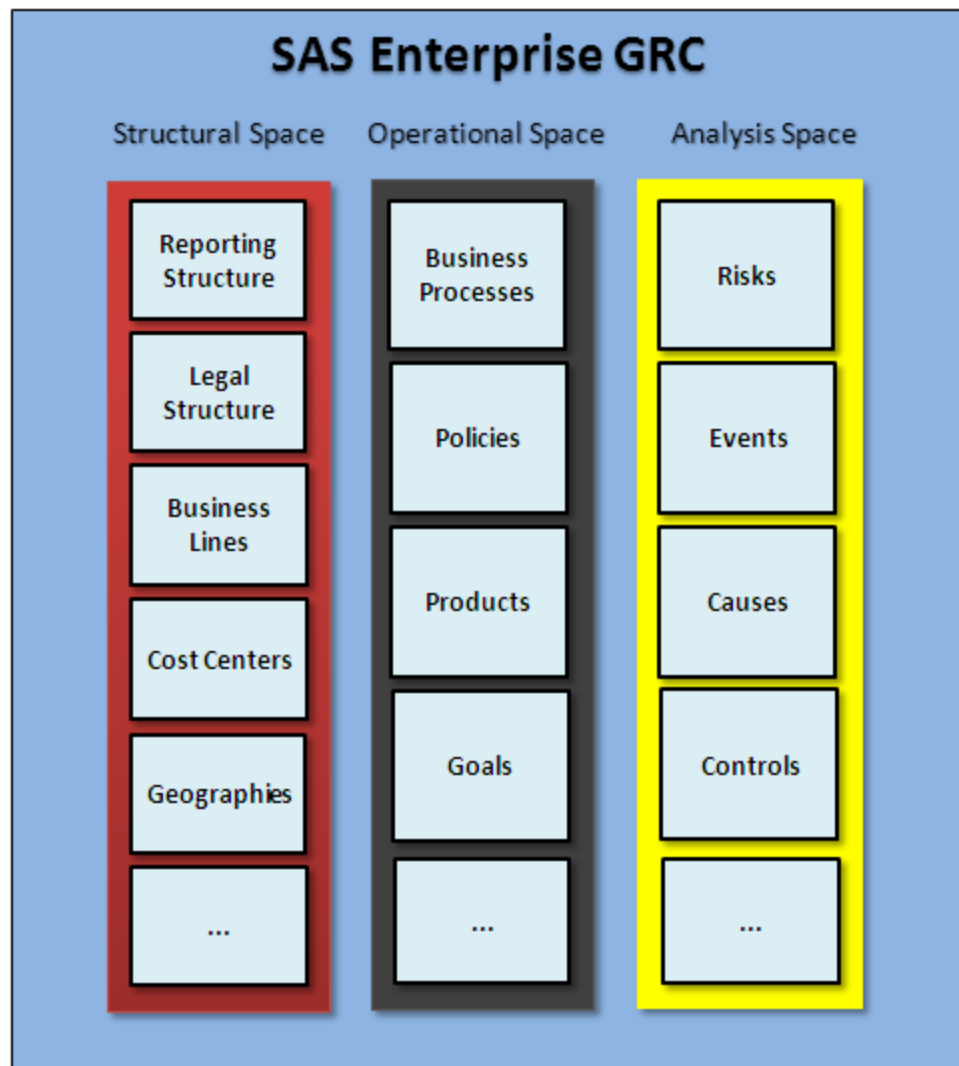 SAS Enterprise GRC
Structural Space
Operational Space
Analysis Space
Reporting
Structure
Legal
Structure
Business
Lines
Cost Centers
Geographies
...
Business
Processes
Policies
Products
Goals
...
Risks
Events
Causes
Controls
...